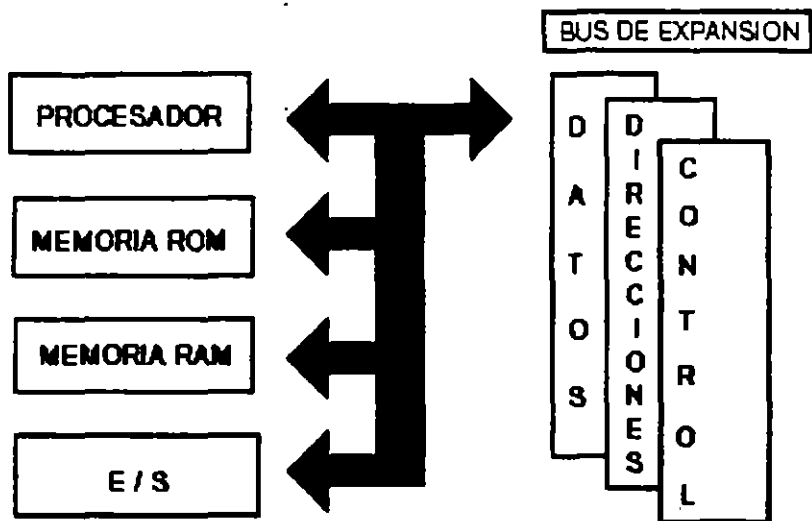 BUS DE EXPANSION
PROCESADOR
MEMORIA ROM
MEMORIA RAM
E / S
DATOS
DIRECCIONES
CONTROL